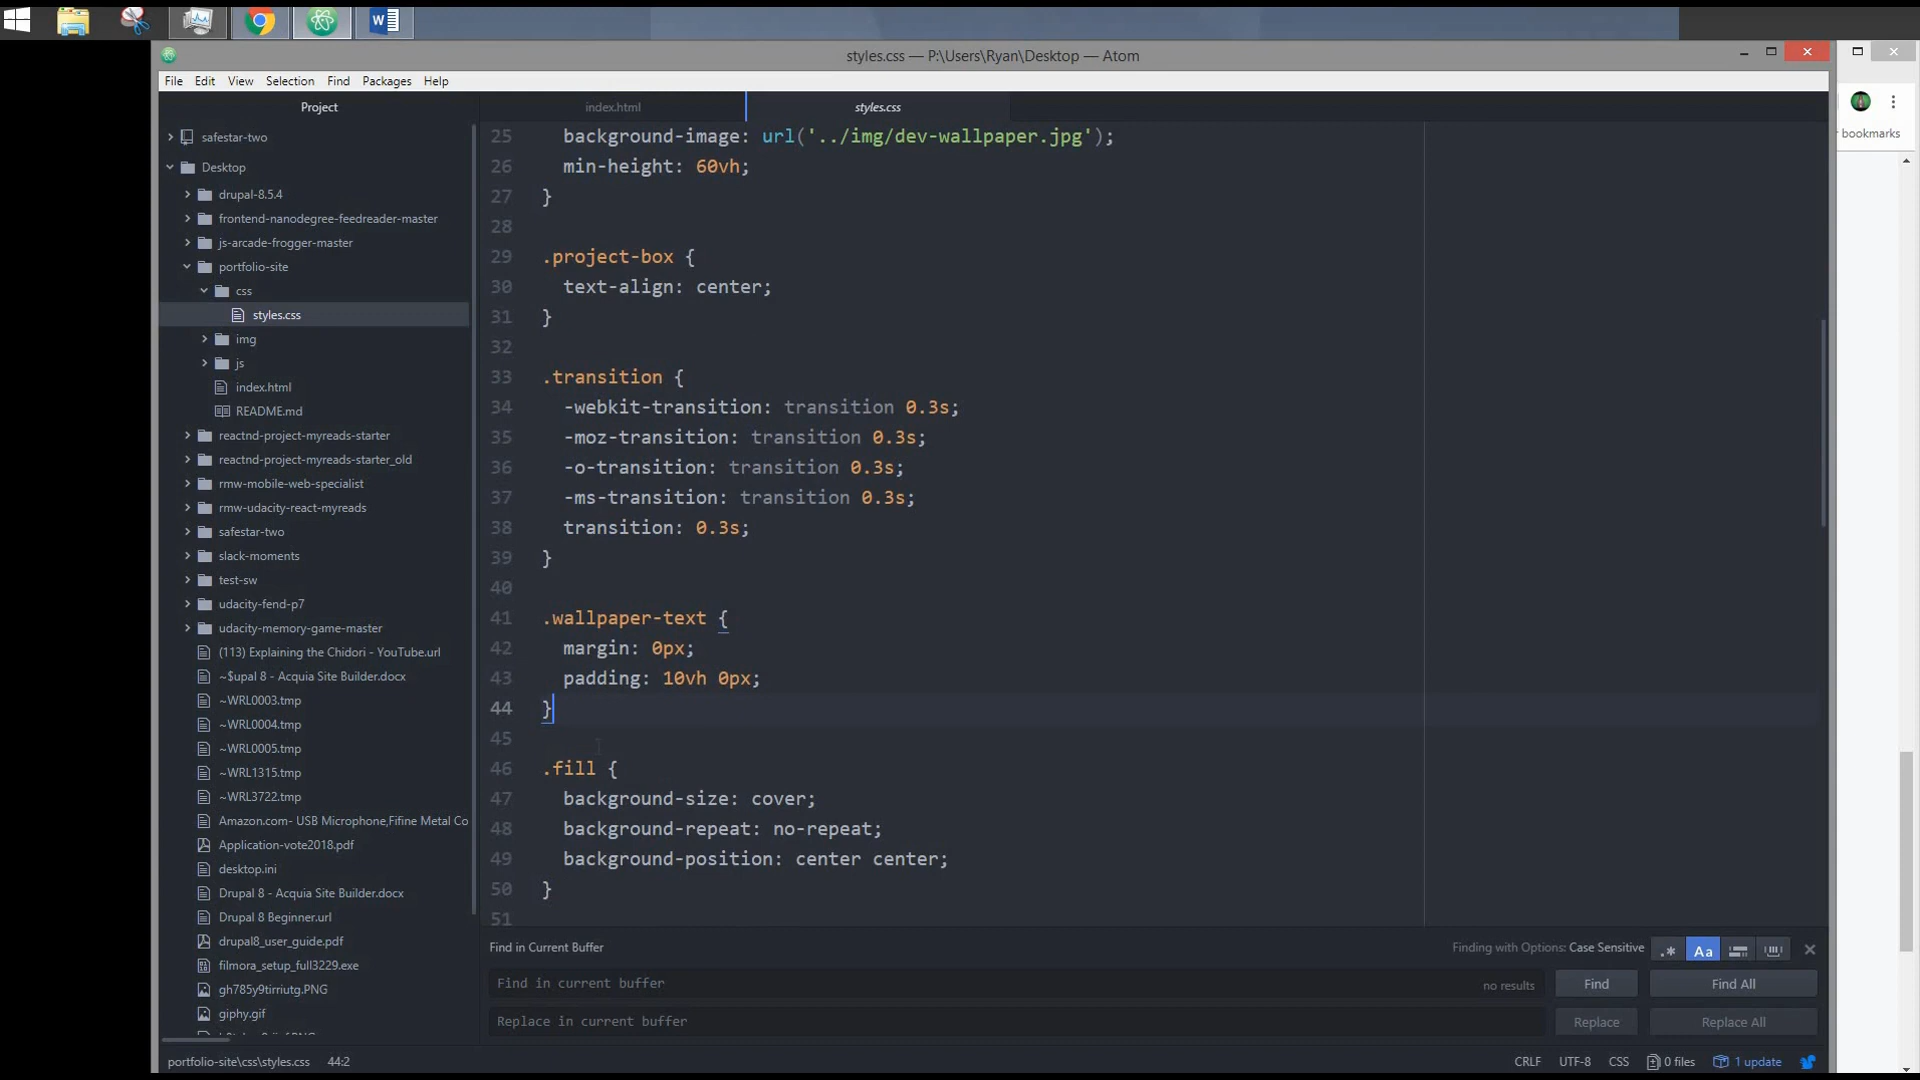 styles.css — P:\Users\Ryan\Desktop — Atom
File Edit View Selection Find Packages Help
bookmarks
Project
index.html
styles.css
safestar-two
Desktop
drupal-8.5.4
frontend-nanodegree-feedreader-master
js-arcade-frogger-master
portfolio-site
css
styles.css
img
js
index.html
README.md
reactnd-project-myreads-starter
reactnd-project-myreads-starter_old
rmw-mobile-web-specialist
rmw-udacity-react-myreads
safestar-two
slack-moments
test-sw
udacity-fend-p7
udacity-memory-game-master
(113) Explaining the Chidori - YouTube.url
~$upal 8 - Acquia Site Builder.docx
~WRL0003.tmp
~WRL0004.tmp
~WRL0005.tmp
~WRL1315.tmp
~WRL3722.tmp
Amazon.com- USB Microphone,Fifine Metal Co
Application-vote2018.pdf
desktop.ini
Drupal 8 - Acquia Site Builder.docx
Drupal 8 Beginner.url
drupal8_user_guide.pdf
filmora_setup_full3229.exe
gh785y9tirriutg.PNG
giphy.gif
25 background-image: url('../img/dev-wallpaper.jpg');
26 min-height: 60vh;
27 }
28
29 .project-box {
30 text-align: center;
31 }
32
33 .transition {
34 -webkit-transition: transition 0.3s;
35 -moz-transition: transition 0.3s;
36 -o-transition: transition 0.3s;
37 -ms-transition: transition 0.3s;
38 transition: 0.3s;
39 }
40
41 .wallpaper-text {
42 margin: 0px;
43 padding: 10vh 0px;
44 }
45
46 .fill {
47 background-size: cover;
48 background-repeat: no-repeat;
49 background-position: center center;
50 }
51
Find in Current Buffer
Finding with Options: Case Sensitive
.* Aa
Find in current buffer
no results
Find
Find All
Replace in current buffer
Replace
Replace All
portfolio-site\css\styles.css 44:2
CRLF UTF-8 CSS 0 files 1 update